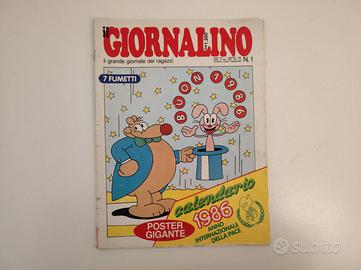 il GIORNALINO
il grande giornale dei ragazzi
N. 1
7 FUMETTI
BUON 1986
calendario
1986
ANNO
INTERNAZIONALE
DELLA PACE
POSTER
GIGANTE
subito